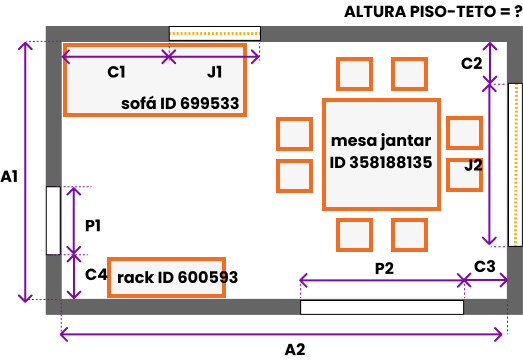 ALTURA PISO-TETO = ?
C1
J1
C2
sofá ID 699533
mesa jantar
ID 358188135
J2
A1
P1
C4
rack ID 600593
P2
C3
A2